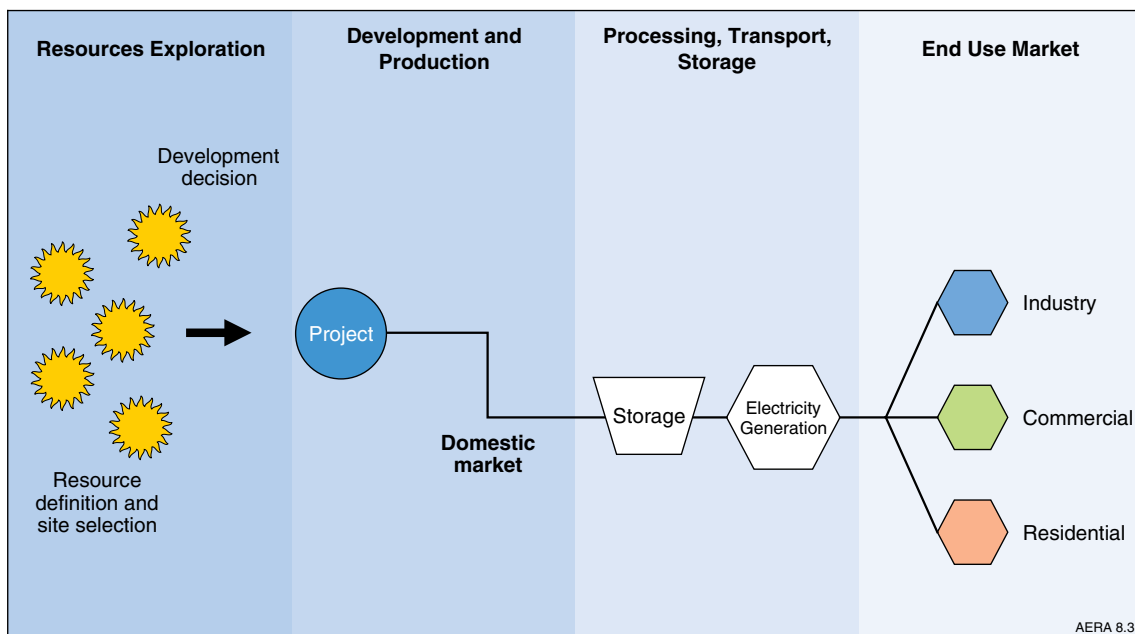 Resources Exploration
Development and
Production
Processing, Transport,
Storage
End Use Market
Development
decision
Project
Industry
Storage
Electricity
Generation
Commercial
Domestic
market
Resource
definition and
site selection
Residential
AERA 8.3